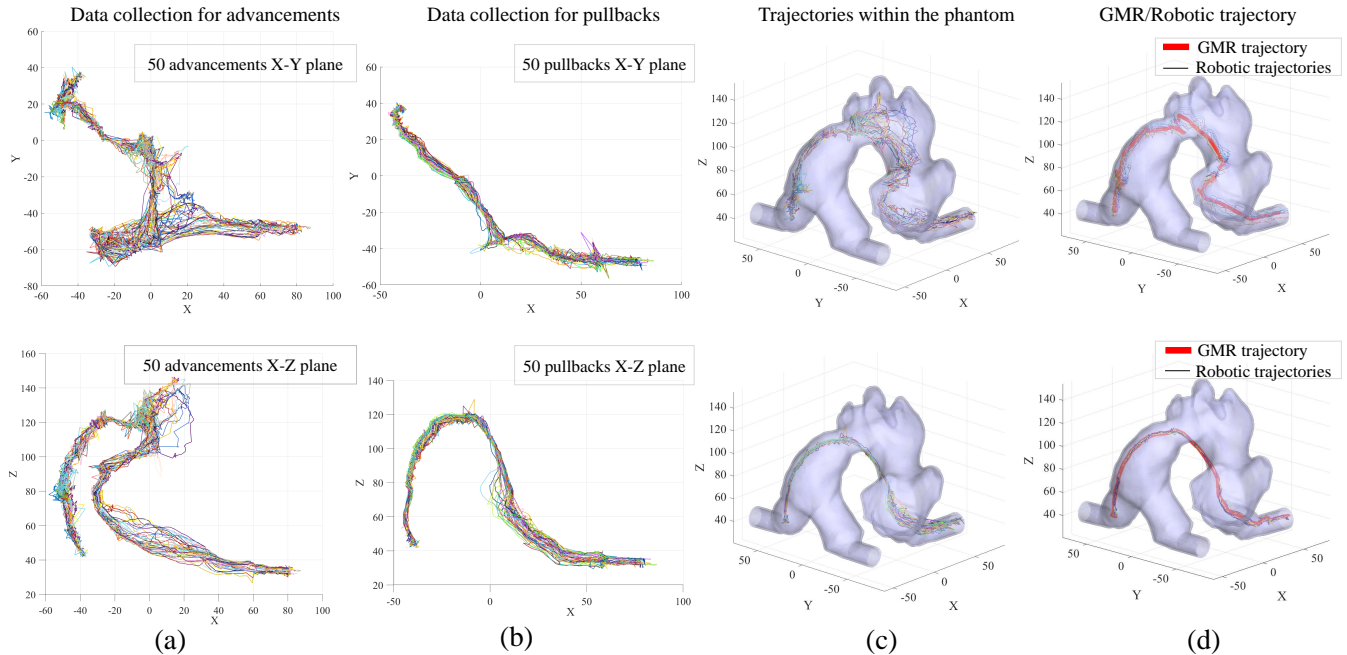 Data collection for advancements
Data collection for pullbacks
Trajectories within the phantom
GMR/Robotic trajectory
50 advancements X-Y plane
60
40
20
0
-20
-40
-60
-80
Y
-60
-40
-20
0
20
40
60
80
100
X
50 pullbacks X-Y plane
60
40
20
0
-20
-40
-60
Y
-50
0
50
100
X
140
120
100
80
60
40
Z
50
0
-50
Y
-50
0
50
X
GMR trajectory
Robotic trajectories
140
120
100
80
60
40
Z
50
0
-50
Y
-50
0
50
X
50 advancements X-Z plane
160
140
120
100
80
60
40
20
Z
-60
-40
-20
0
20
40
60
80
100
X
50 pullbacks X-Z plane
140
120
100
80
60
40
20
Z
-50
0
50
100
X
140
120
100
80
60
40
Z
50
0
-50
Y
-50
0
50
X
GMR trajectory
Robotic trajectories
140
120
100
80
60
40
Z
50
0
-50
Y
-50
0
50
X
(a)
(b)
(c)
(d)